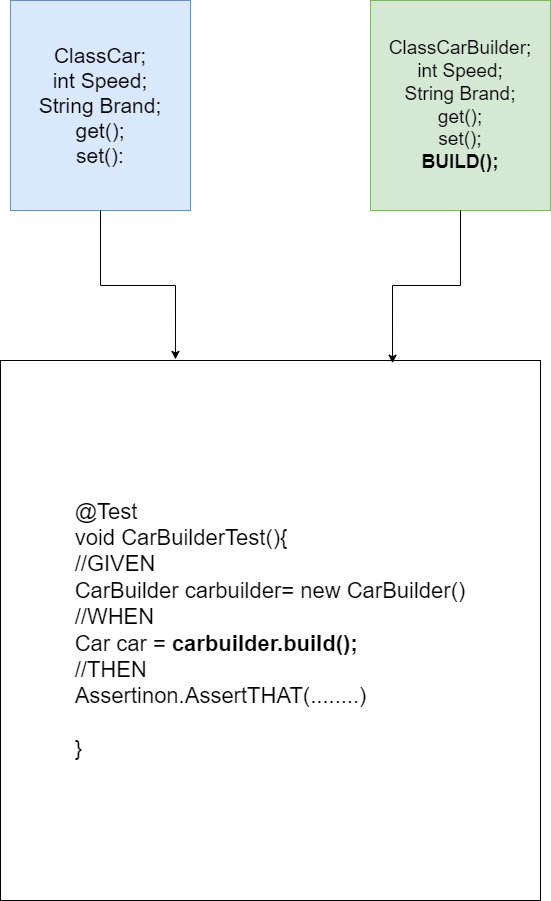 ClassCar;
int Speed;
String Brand;
get();
set():
ClassCarBuilder;
int Speed;
String Brand;
get();
set();
BUILD();
@Test
void CarBuilderTest(){
//GIVEN
CarBuilder carbuilder= new CarBuilder()
//WHEN
Car car = carbuilder.build();
//THEN
Assertinon.AssertTHAT(........)
}